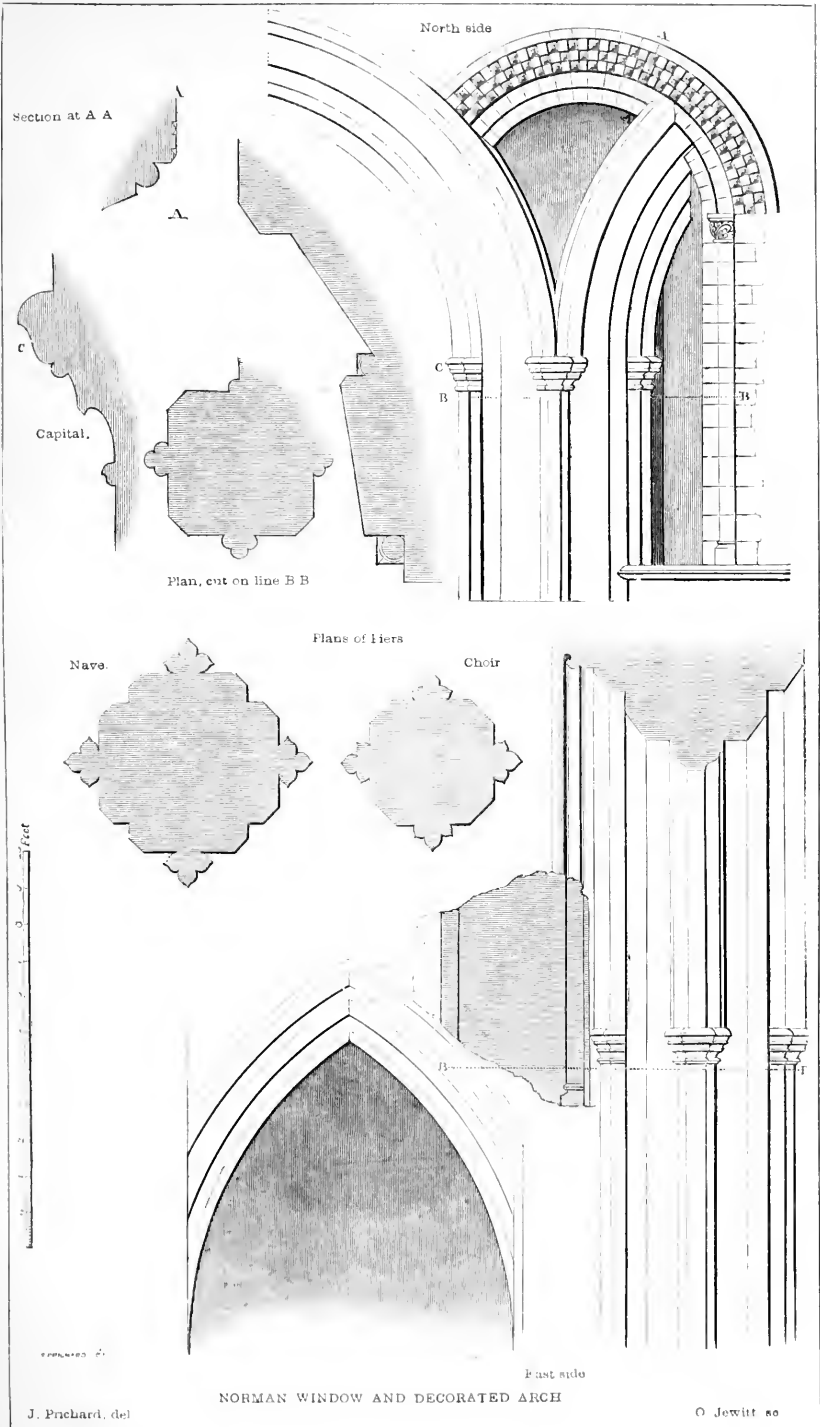 North side
A
A
Section at A A
A
A
C
Capital.
C
B
B
Plan, cut on line B B
Plans of Piers
Nave.
Choir
Feet
B
East side
NORMAN WINDOW AND DECORATED ARCH
J. Prichard, del
O. Jewitt, sc